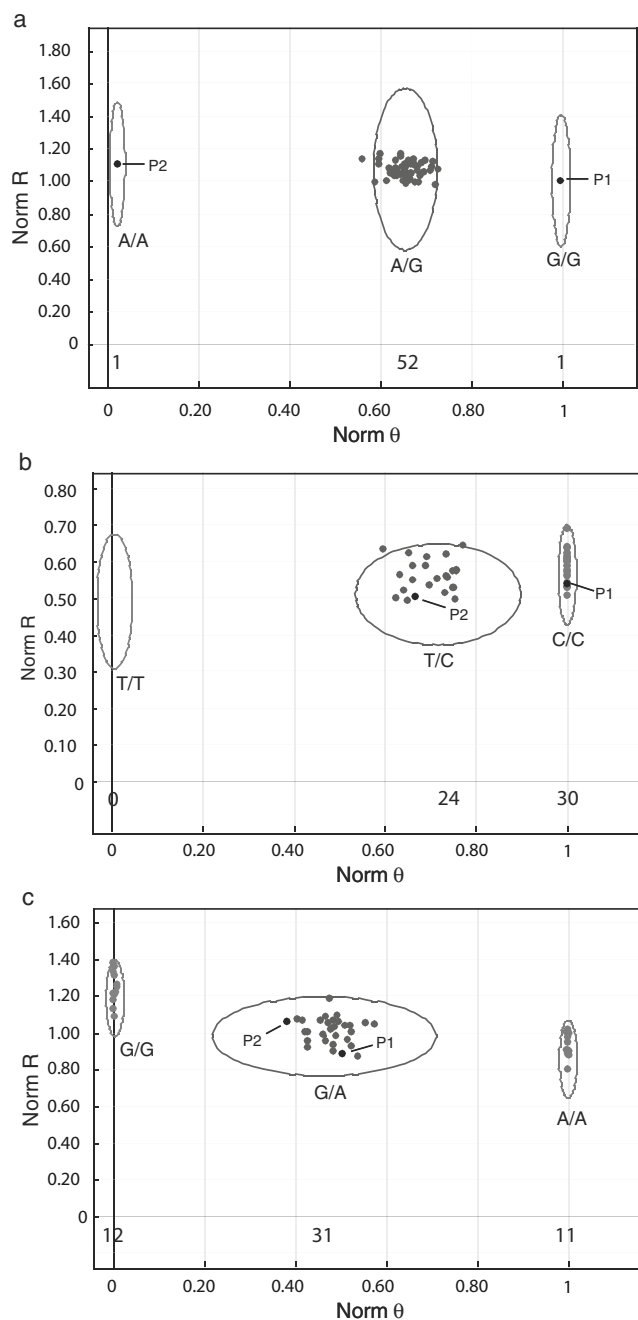 a
1.80
1.60
1.40
1.20
1.00
0.80
0.60
0.40
0.20
0
Norm R
P2
P1
A/A
A/G
G/G
1
52
1
0
0.20
0.40
0.60
0.80
1
Norm θ
b
0.80
0.70
0.60
0.50
0.40
0.30
0.20
0.10
0
Norm R
P2
P1
T/T
T/C
C/C
0
24
30
0
0.20
0.40
0.60
0.80
1
Norm θ
c
1.60
1.40
1.20
1.00
0.80
0.60
0.40
0.20
0
Norm R
G/G
P2
P1
G/A
A/A
12
31
11
0
0.20
0.40
0.60
0.80
1
Norm θ